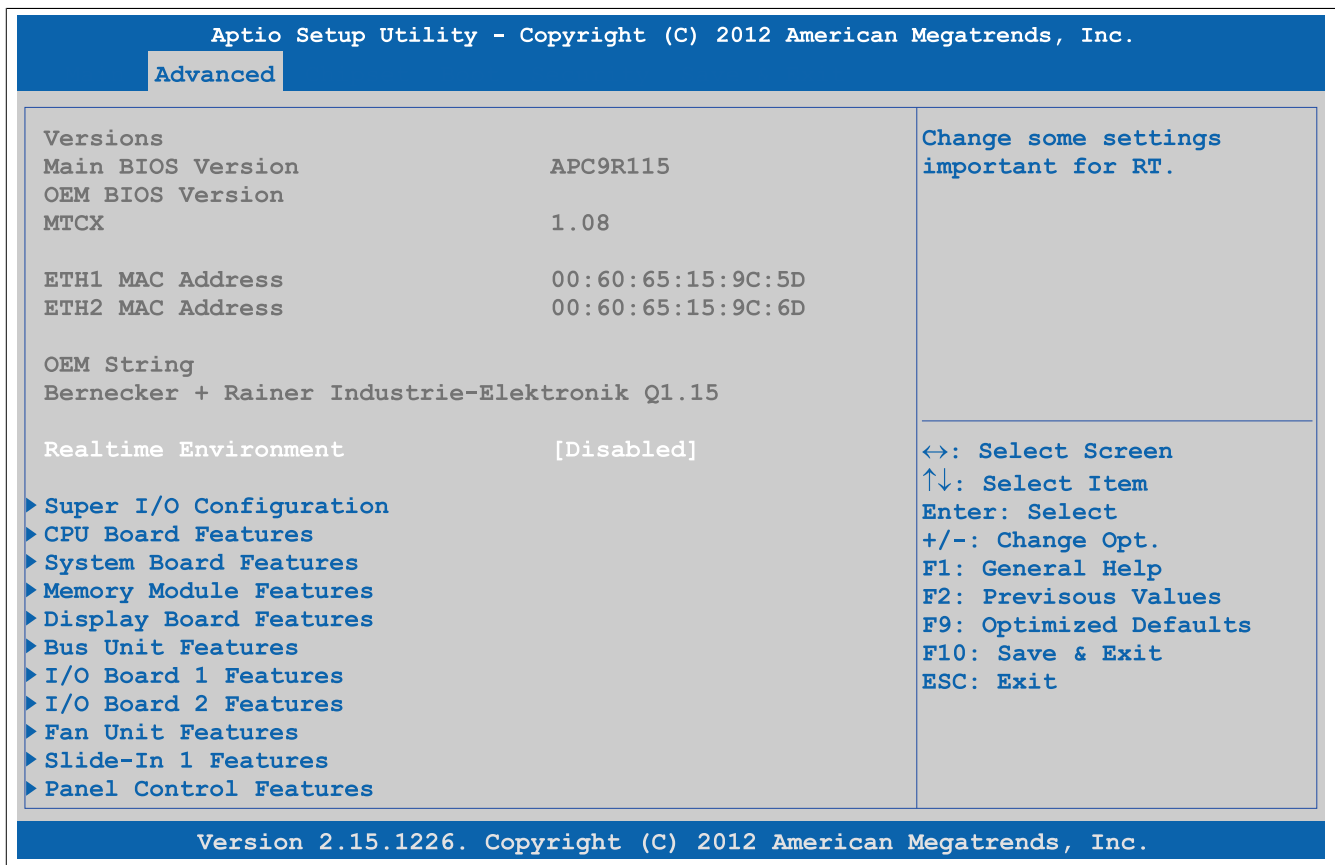 Aptio Setup Utility - Copyright (C) 2012 American Megatrends, Inc.
Advanced
Versions
Main BIOS Version APC9R115
OEM BIOS Version
MTCX 1.08
ETH1 MAC Address 00:60:65:15:9C:5D
ETH2 MAC Address 00:60:65:15:9C:6D
OEM String
Bernecker + Rainer Industrie-Elektronik Q1.15
Realtime Environment [Disabled]
Super I/O Configuration
CPU Board Features
System Board Features
Memory Module Features
Display Board Features
Bus Unit Features
I/O Board 1 Features
I/O Board 2 Features
Fan Unit Features
Slide-In 1 Features
Panel Control Features
Change some settings
important for RT.
↔: Select Screen
↑↓: Select Item
Enter: Select
+/-: Change Opt.
F1: General Help
F2: Previsous Values
F9: Optimized Defaults
F10: Save & Exit
ESC: Exit
Version 2.15.1226. Copyright (C) 2012 American Megatrends, Inc.